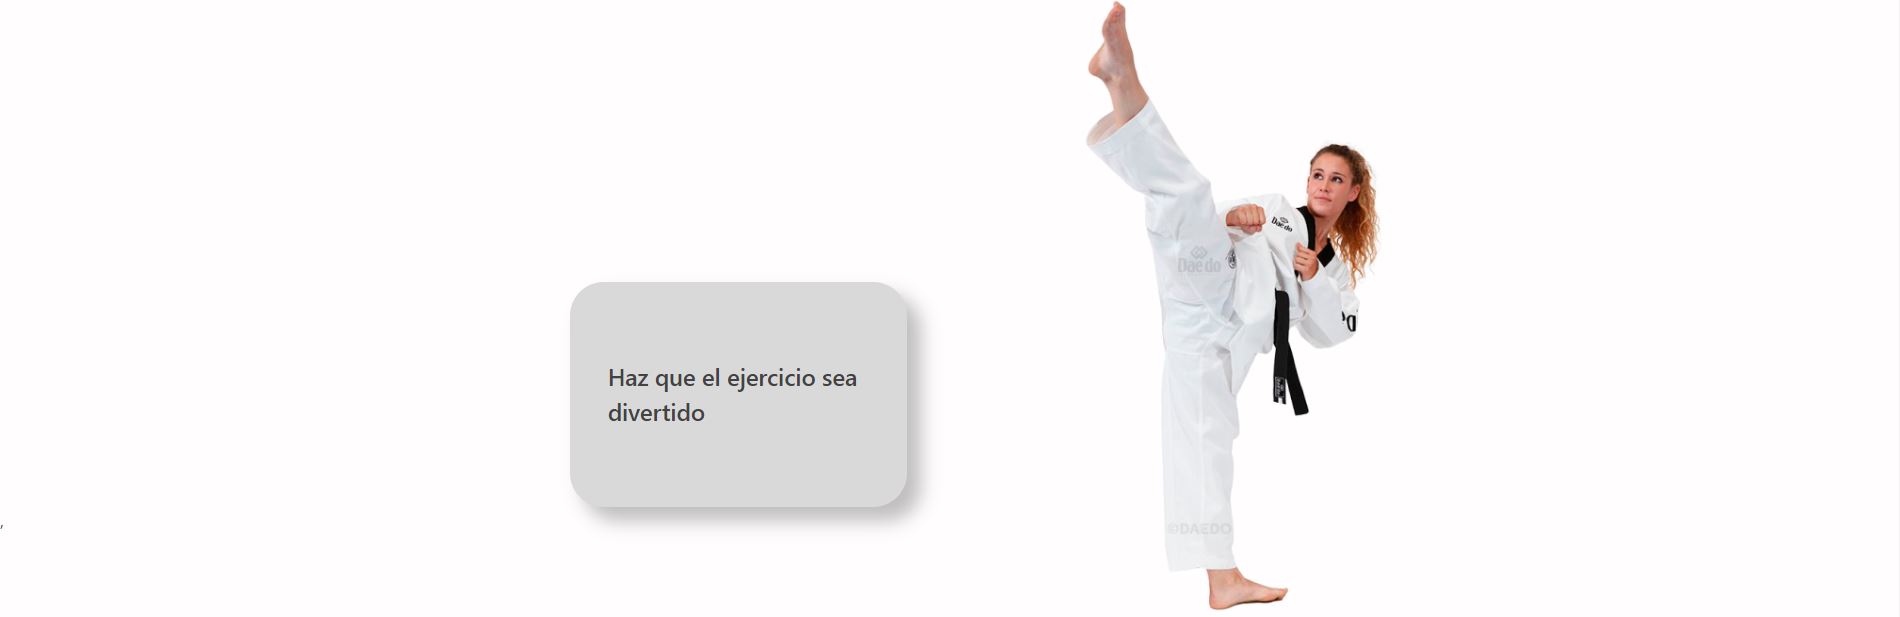 Haz que el ejercicio sea
divertido
Daedo
Daedo
©DAEDO
,